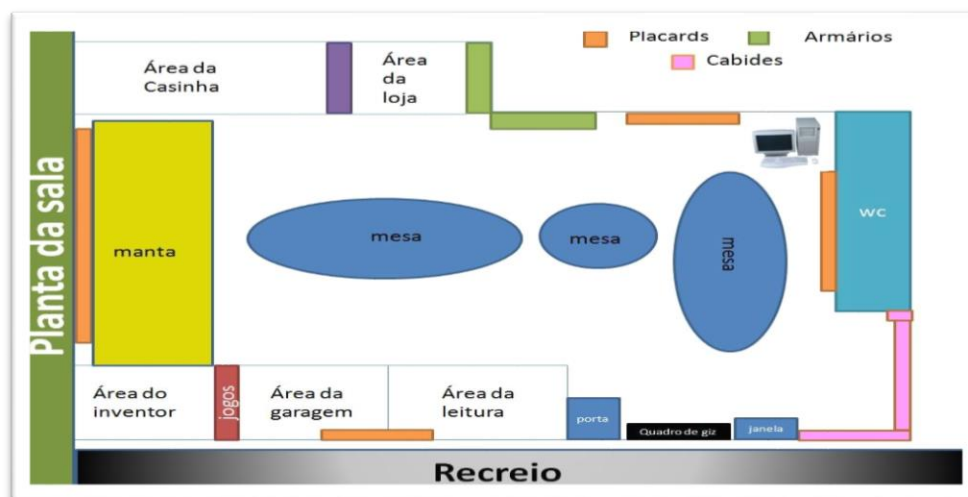 Planta da sala
Placards
Armários
Cabides
Área da
Casinha
Área
da
loja
manta
mesa
mesa
mesa
wc
Área do
inventor
jogos
Área da
garagem
Área da
leitura
porta
Quadro de giz
janela
Recreio